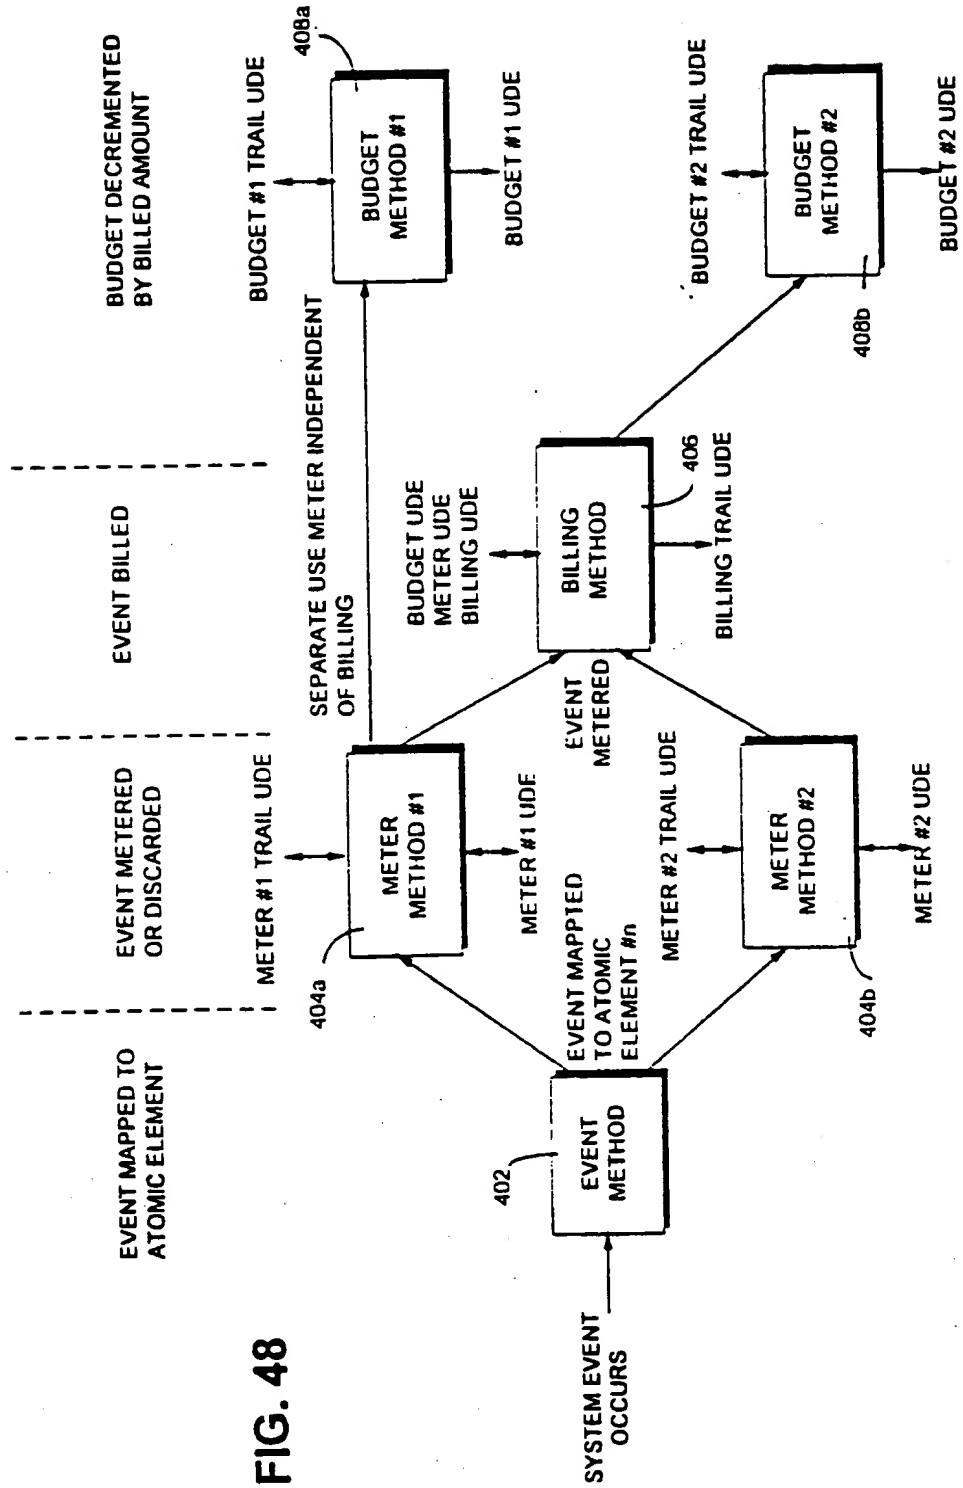 FIG. 48
EVENT MAPPED TO
ATOMIC ELEMENT
EVENT METERED
OR DISCARDED
EVENT BILLED
BUDGET DECREMENTED
BY BILLED AMOUNT
SYSTEM EVENT
OCCURS
402
EVENT
METHOD
EVENT MAPPTED
TO ATOMIC
ELEMENT #n
METER #1 TRAIL UDE
404a
METER
METHOD #1
METER #1 UDE
METER #2 TRAIL UDE
METER
METHOD #2
404b
METER #2 UDE
SEPARATE USE METER INDEPENDENT
OF BILLING
EVENT
METERED
BUDGET UDE
METER UDE
BILLING UDE
BILLING
METHOD
406
BILLING TRAIL UDE
BUDGET #1 TRAIL UDE
408a
BUDGET
METHOD #1
BUDGET #1 UDE
BUDGET #2 TRAIL UDE
BUDGET
METHOD #2
408b
BUDGET #2 UDE